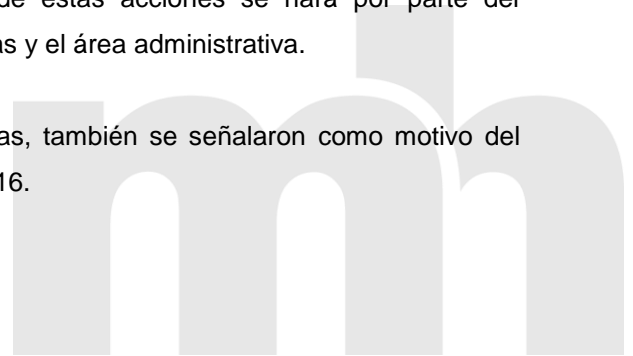 de estas acciones se hará por parte del
as y el área administrativa.
as, también se señalaron como motivo del
16.
mh